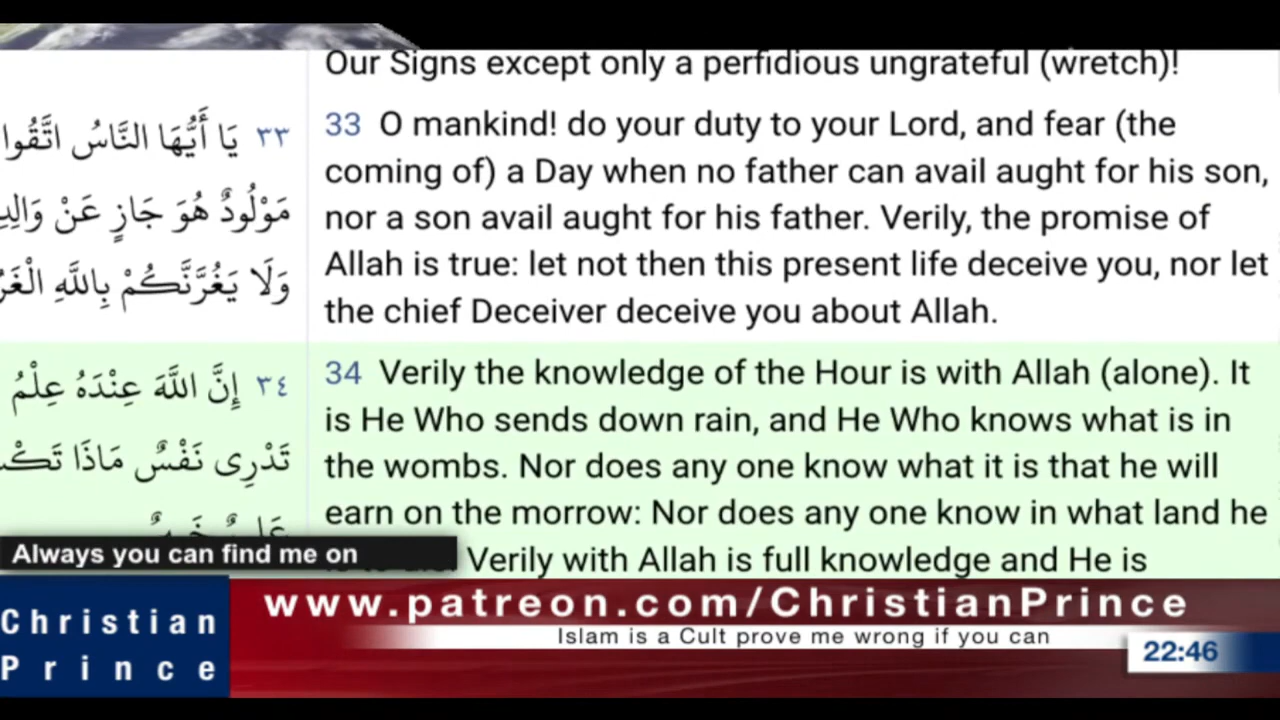 Our Signs except only a perfidious ungrateful (wretch)!
٣٣ يَا أَيُّهَا النَّاسُ اتَّقُوا
33 O mankind! do your duty to your Lord, and fear (the
coming of) a Day when no father can avail aught for his son,
مَوْلُودٌ هُوَ جَازٍ عَنْ
nor a son avail aught for his father. Verily, the promise of
Allah is true: let not then this present life deceive you, nor let
وَلَا يَغُرَّنَّكُمْ بِاللَّهِ
the chief Deceiver deceive you about Allah.
٣٤ إِنَّ اللَّهَ عِنْدَهُ عِلْمُ
34 Verily the knowledge of the Hour is with Allah (alone). It
is He Who sends down rain, and He Who knows what is in
تَدْرِى نَفْسٌ مَاذَا
the wombs. Nor does any one know what it is that he will
earn on the morrow: Nor does any one know in what land he
Verily with Allah is full knowledge and He is
Always you can find me on
www.patreon.com/ChristianPrince
Islam is a Cult prove me wrong if you can
Christian
Prince
22:46